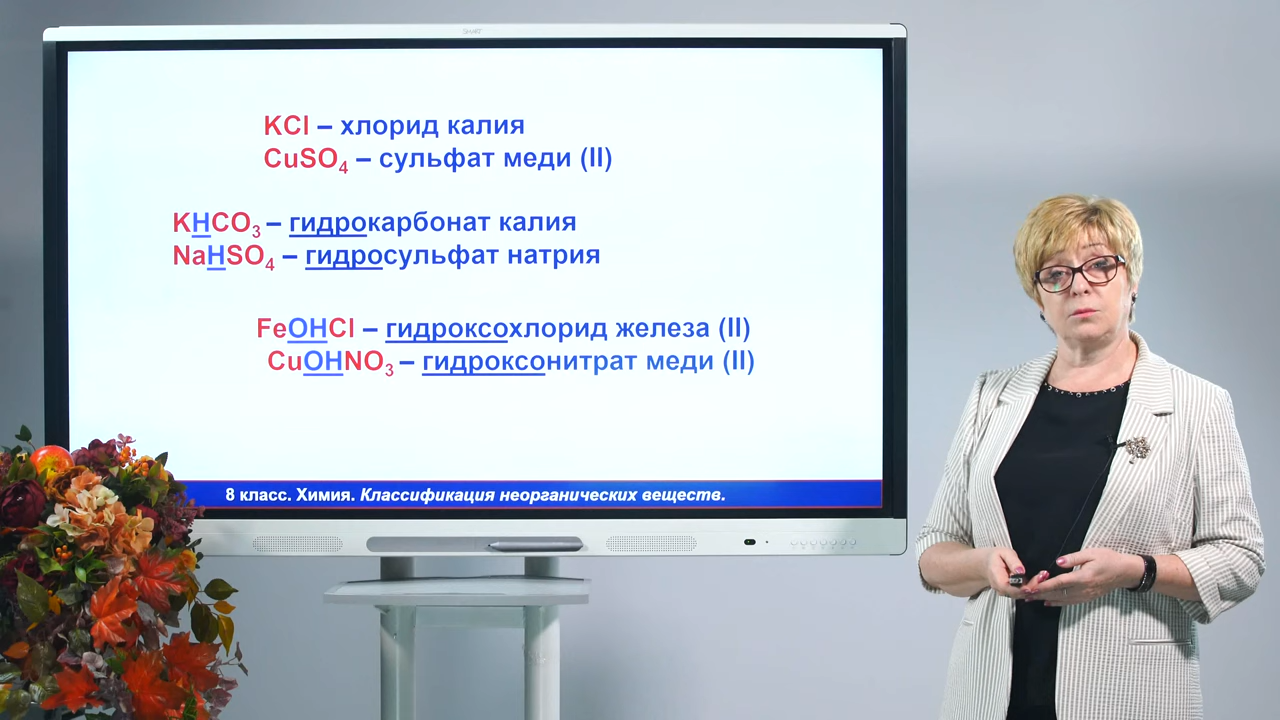 SMART
KCl – хлорид калия
CuSO₄ – сульфат меди (II)
KHCO₃ – гидрокарбонат калия
NaHSO₄ – гидросульфат натрия
FeOHCl – гидроксохлорид железа (II)
CuOHNO₃ – гидроксонитрат меди (II)
8 класс. Химия. Классификация неорганических веществ.